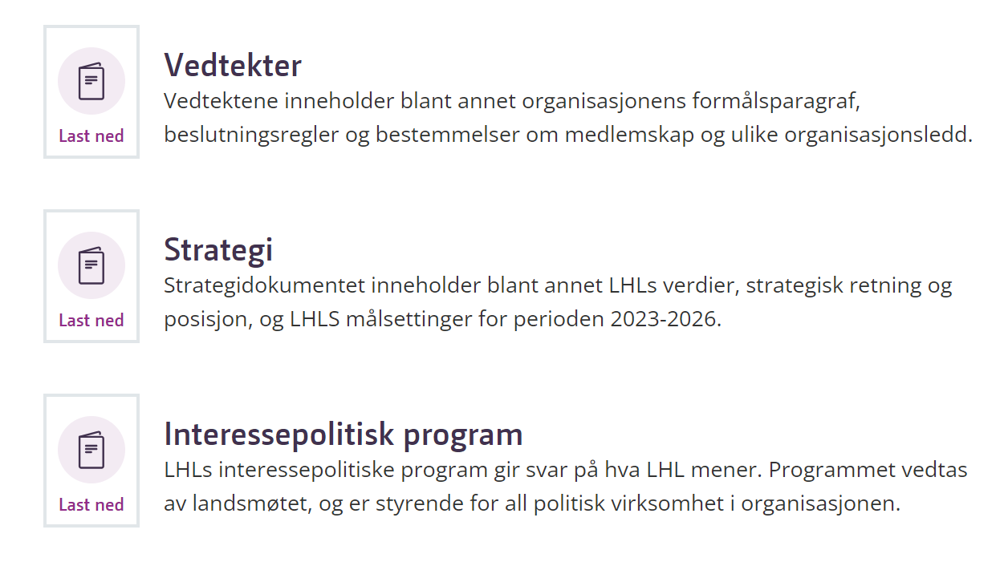 Vedtekter
Vedtektene inneholder blant annet organisasjonens formålsparagraf,
beslutningsregler og bestemmelser om medlemskap og ulike organisasjonsledd.
Last ned
Strategi
Strategidokumentet inneholder blant annet LHLs verdier, strategisk retning og
posisjon, og LHLS målsettinger for perioden 2023-2026.
Last ned
Interessepolitisk program
LHLs interessepolitiske program gir svar på hva LHL mener. Programmet vedtas
av landsmøtet, og er styrende for all politisk virksomhet i organisasjonen.
Last ned